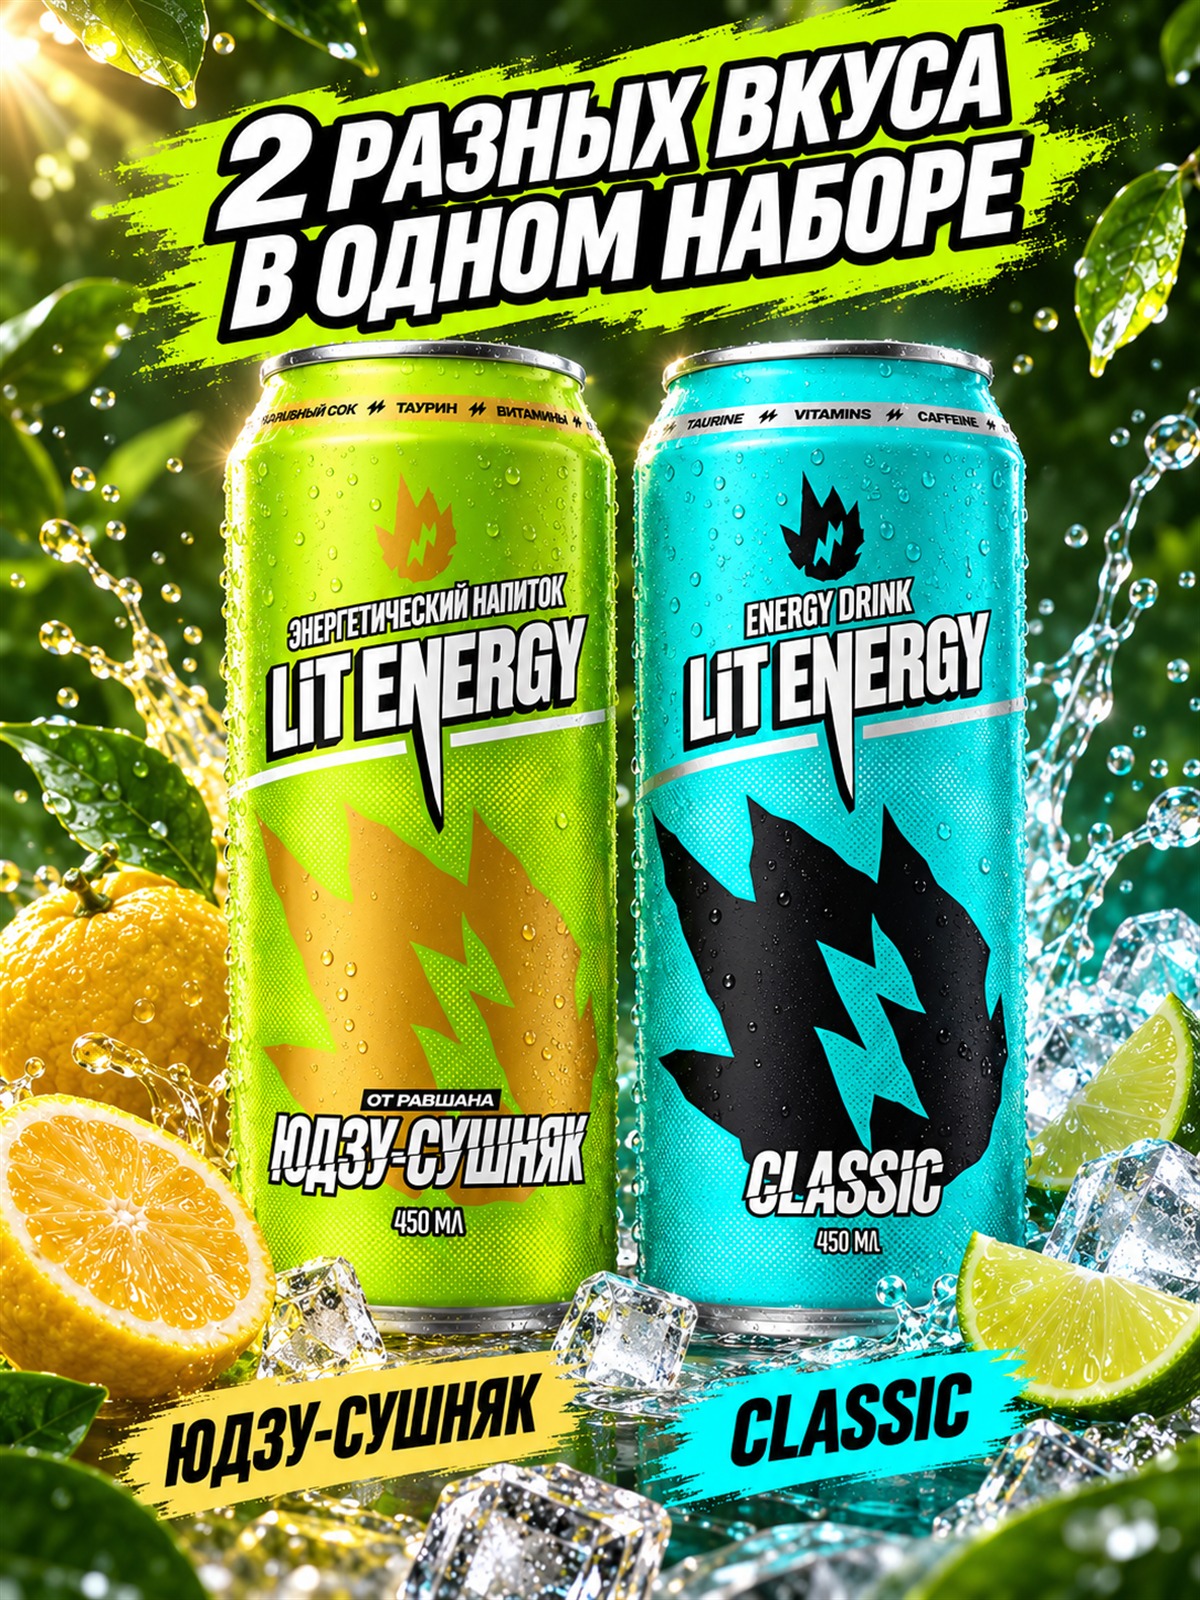 2 РАЗНЫХ ВКУСА
В ОДНОМ НАБОРЕ
СОК ТАУРИН ВИТАМИНЫ
ЭНЕРГЕТИЧЕСКИЙ НАПИТОК
LiT ENERGY
ОТ РАВШАНА
ЮДЗУ-СУШНЯК
450 МЛ
TAURINE VITAMINS CAFFEINE
ENERGY DRINK
LiT ENERGY
CLASSIC
450 МЛ
ЮДЗУ-СУШНЯК
CLASSIC